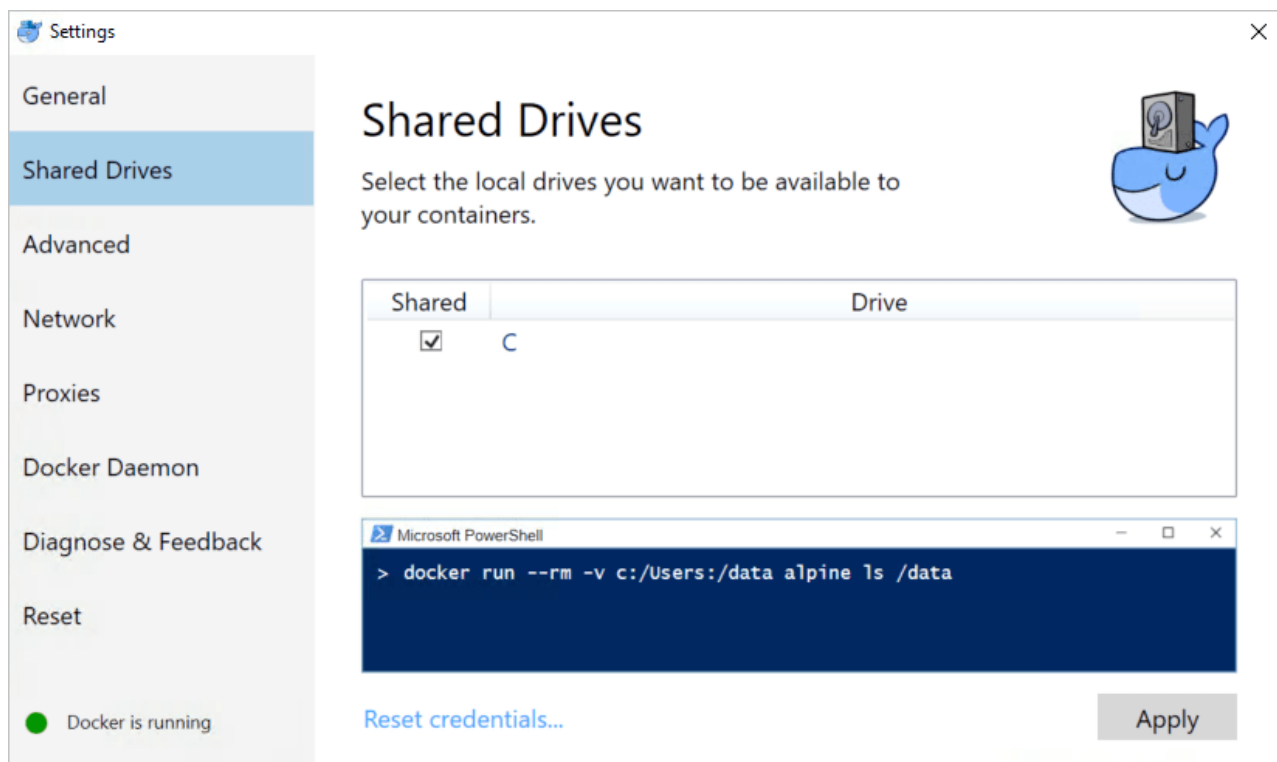 Settings
General
Shared Drives
Advanced
Network
Proxies
Docker Daemon
Diagnose & Feedback
Reset
Docker is running
Shared Drives
Select the local drives you want to be available to
your containers.
Shared Drive
C
Microsoft PowerShell
> docker run --rm -v c:/Users:/data alpine ls /data
Reset credentials...
Apply